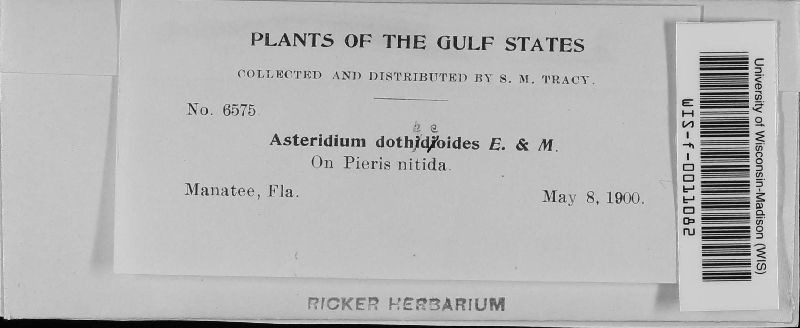 PLANTS OF THE GULF STATES
COLLECTED AND DISTRIBUTED BY S. M. TRACY.
No. 6575
Asteridium dothidioides E. & M.
On Pieris nitida.
Manatee, Fla. May 8, 1900.
RICKER HERBARIUM
WIS-f-0011082
University of Wisconsin-Madison (WIS)